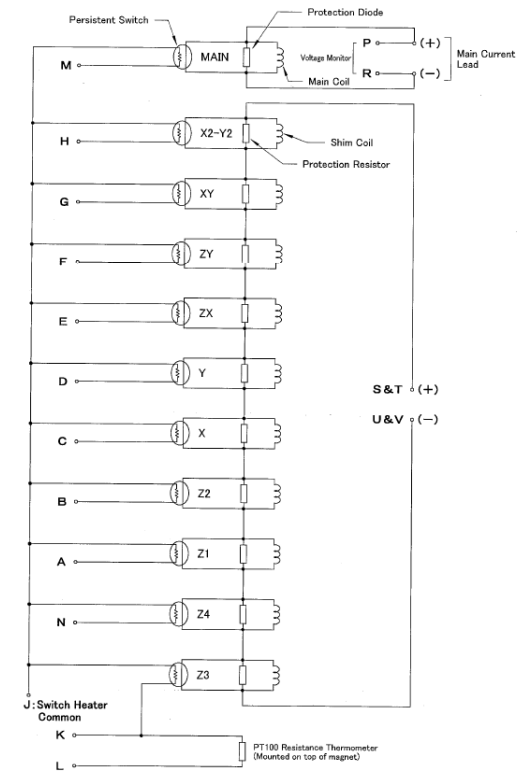 Persistent Switch
Protection Diode
MAIN
M
P (+)
Voltage Monitor
R (-)
Main Current
Lead
Main Coil
X2-Y2
H
Shim Coil
Protection Resistor
XY
G
ZY
F
ZX
E
Y
D
S&T (+)
U&V (-)
X
C
Z2
B
Z1
A
Z4
N
Z3
J:Switch Heater
Common
K
PT100 Resistance Thermometer
(Mounted on top of magnet)
L